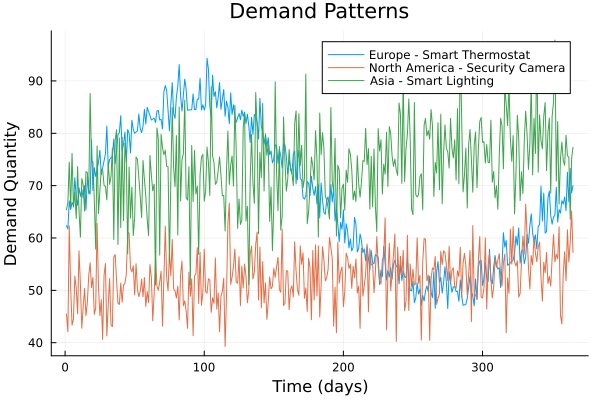 Demand Patterns
Europe - Smart Thermostat
North America - Security Camera
Asia - Smart Lighting
Demand Quantity
90
80
70
60
50
40
0
100
200
300
Time (days)